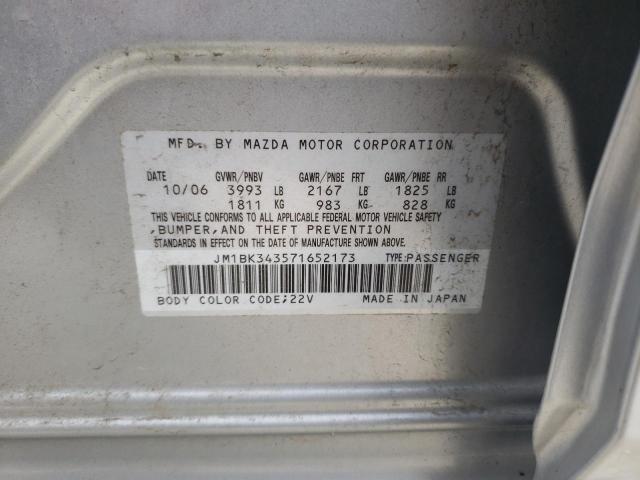 MFD. BY MAZDA MOTOR CORPORATION
DATE GVWR/PNBV GAWR/PNBE FRT GAWR/PNBE RR
10/06 3993 LB 2167 LB 1825 LB
1811 KG 983 KG 828 KG
THIS VEHICLE CONFORMS TO ALL APPLICABLE FEDERAL MOTOR VEHICLE SAFETY
,BUMPER,AND THEFT PREVENTION
STANDARDS IN EFFECT ON THE DATE OF MANUFACTURE SHOWN ABOVE.
JM1BK343571652173 TYPE:PASSENGER
BODY COLOR CODE;22V MADE IN JAPAN